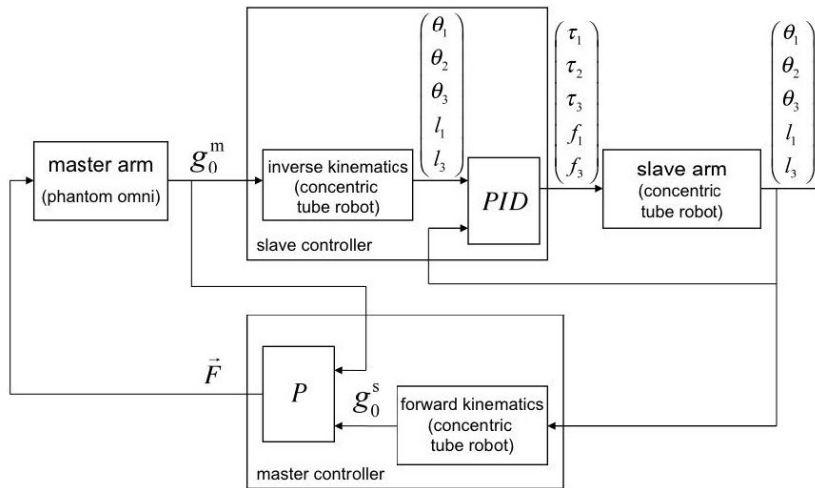 θ₁
θ₂
θ₃
l₁
l₃
τ₁
τ₂
τ₃
f₁
f₃
θ₁
θ₂
θ₃
l₁
l₃
master arm
(phantom omni)
g₀ᵐ
inverse kinematics
(concentric
tube robot)
PID
slave controller
slave arm
(concentric
tube robot)
F⃗
P
g₀ˢ
forward kinematics
(concentric
tube robot)
master controller